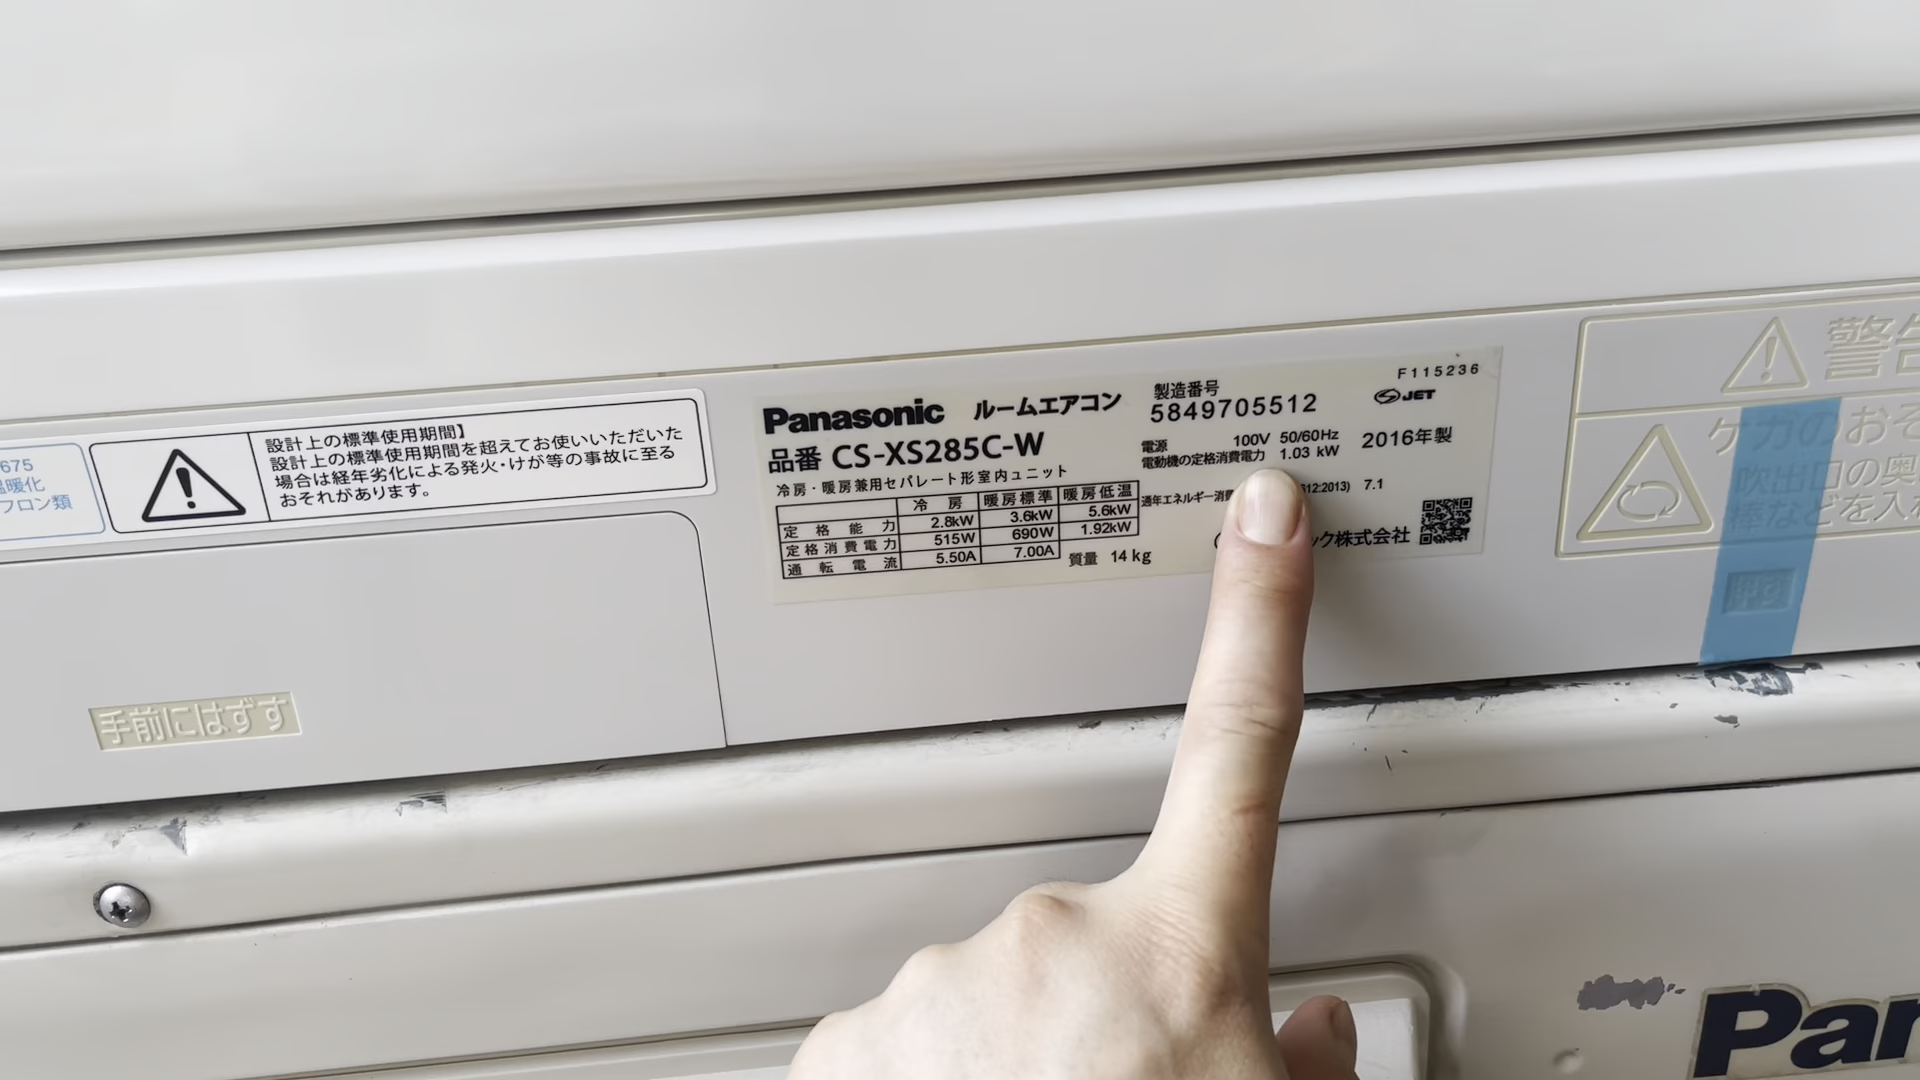 675
温暖化
フロン類
設計上の標準使用期間】
設計上の標準使用期間を超えてお使いいただいた
場合は経年劣化による発火・けが等の事故に至る
おそれがあります。
手前にはずす
Panasonic ルームエアコン
品番 CS-XS285C-W
冷房・暖房兼用セパレート形室内ユニット
冷房 暖房標準 暖房低温
定格能力 2.8kW 3.6kW 5.6kW
定格消費電力 515W 690W 1.92kW
通転電流 5.50A 7.00A
質量 14 kg
製造番号
5849705512
電源 100V 50/60Hz
電動機の定格消費電力 1.03 kW
通年エネルギー消費 612:2013) 7.1
ック株式会社
F115236
JET
2016年製
警告
ケガのおそ
吹出口の奥
棒などを入れ
押す
Pan